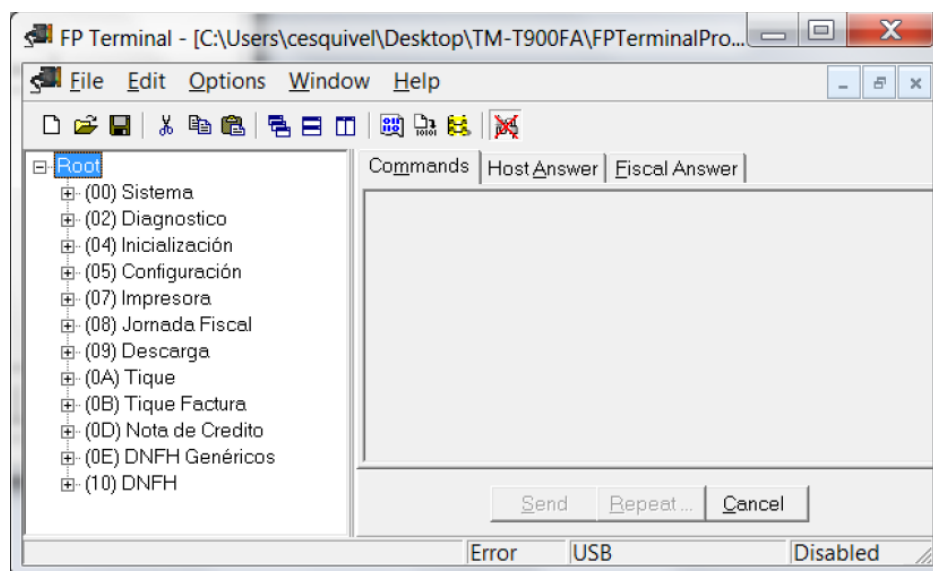 FP Terminal - [C:\Users\cesquivel\Desktop\TM-T900FA\FPTerminalPro...
File Edit Options Window Help
Commands Host Answer Fiscal Answer
Root
(00) Sistema
(02) Diagnostico
(04) Inicialización
(05) Configuración
(07) Impresora
(08) Jornada Fiscal
(09) Descarga
(0A) Tique
(0B) Tique Factura
(0D) Nota de Credito
(0E) DNFH Genéricos
(10) DNFH
Send Repeat... Cancel
Error USB Disabled